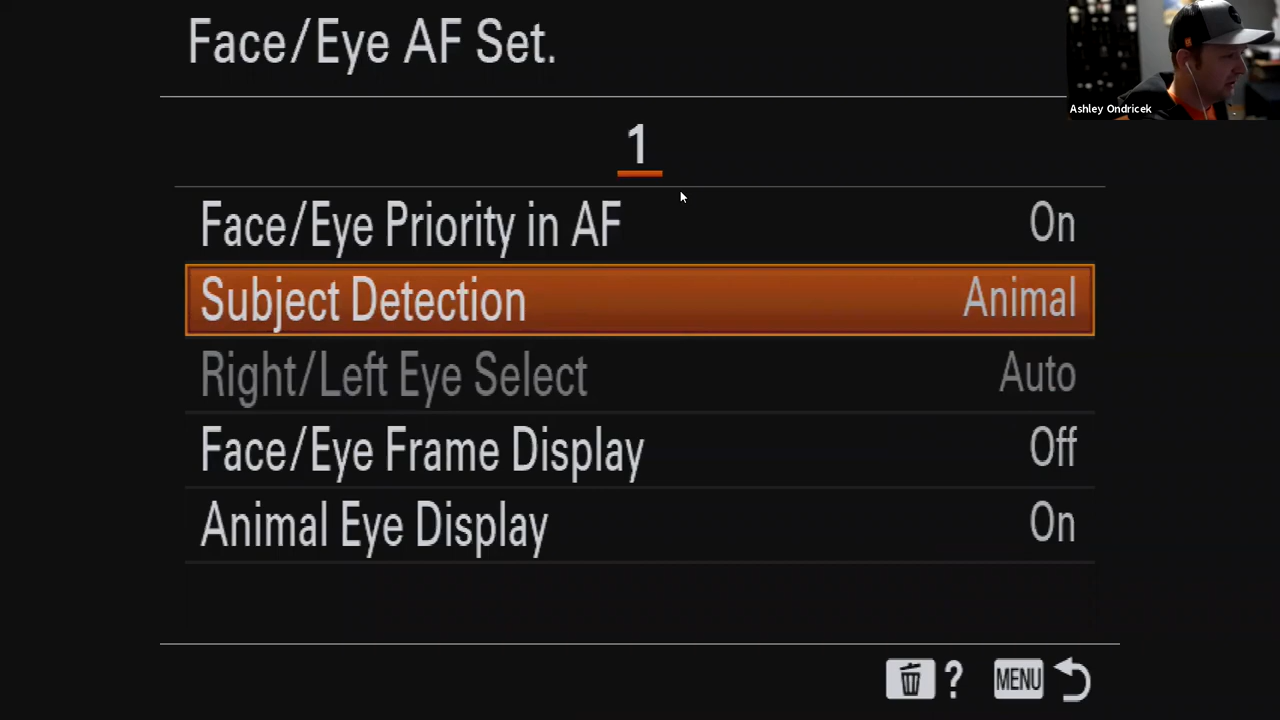 Face/Eye AF Set.
Ashley Ondricek
1
Face/Eye Priority in AF On
Subject Detection Animal
Right/Left Eye Select Auto
Face/Eye Frame Display Off
Animal Eye Display On
? MENU